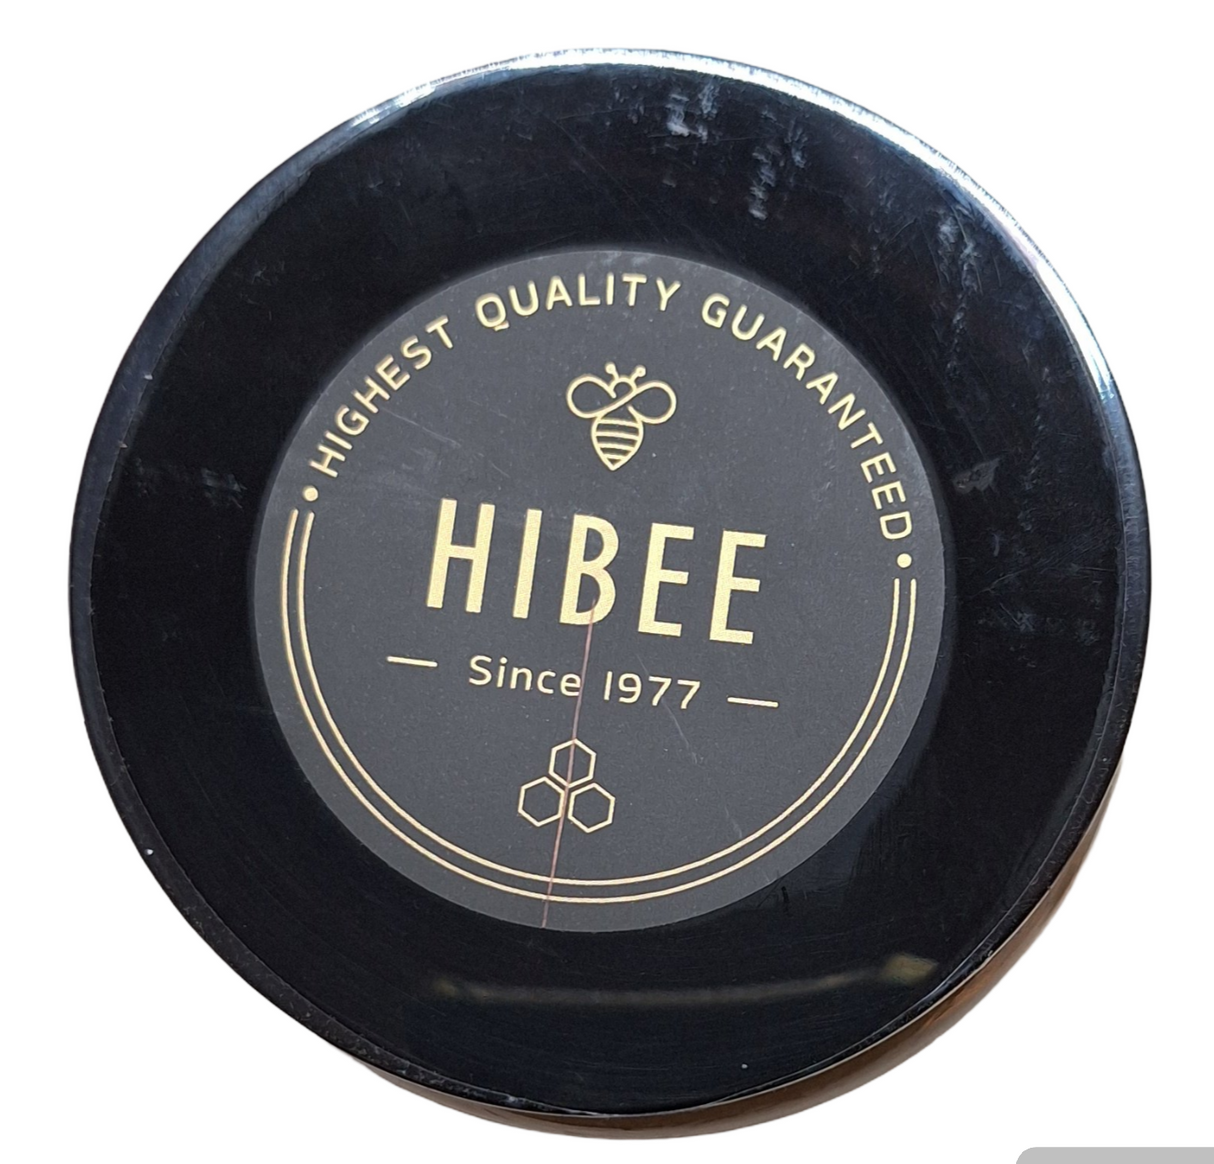 HIGHEST QUALITY GUARANTEED
HIBEE
Since 1977